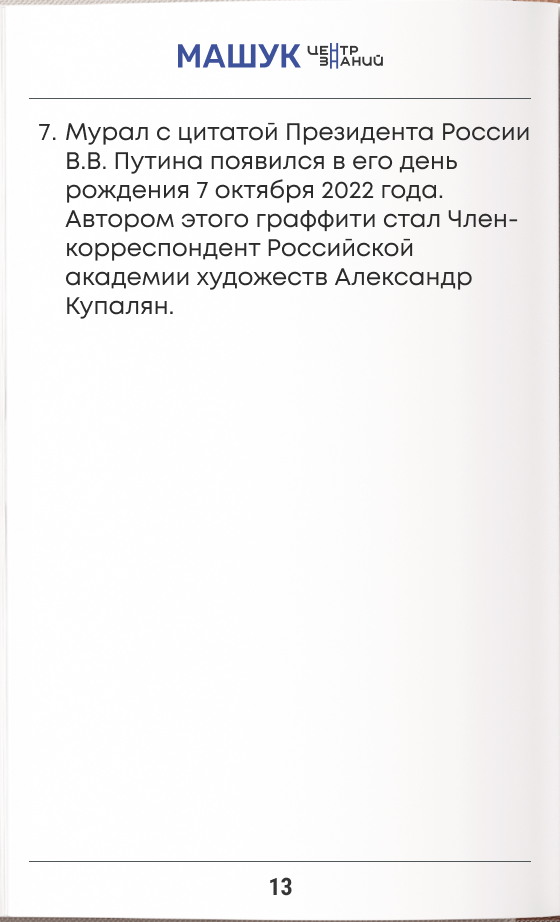 МАШУК ЦЕНТР ЗНАНИЙ
7. Мурал с цитатой Президента России
В.В. Путина появился в его день
рождения 7 октября 2022 года.
Автором этого граффити стал Член-
корреспондент Российской
академии художеств Александр
Купалян.
13